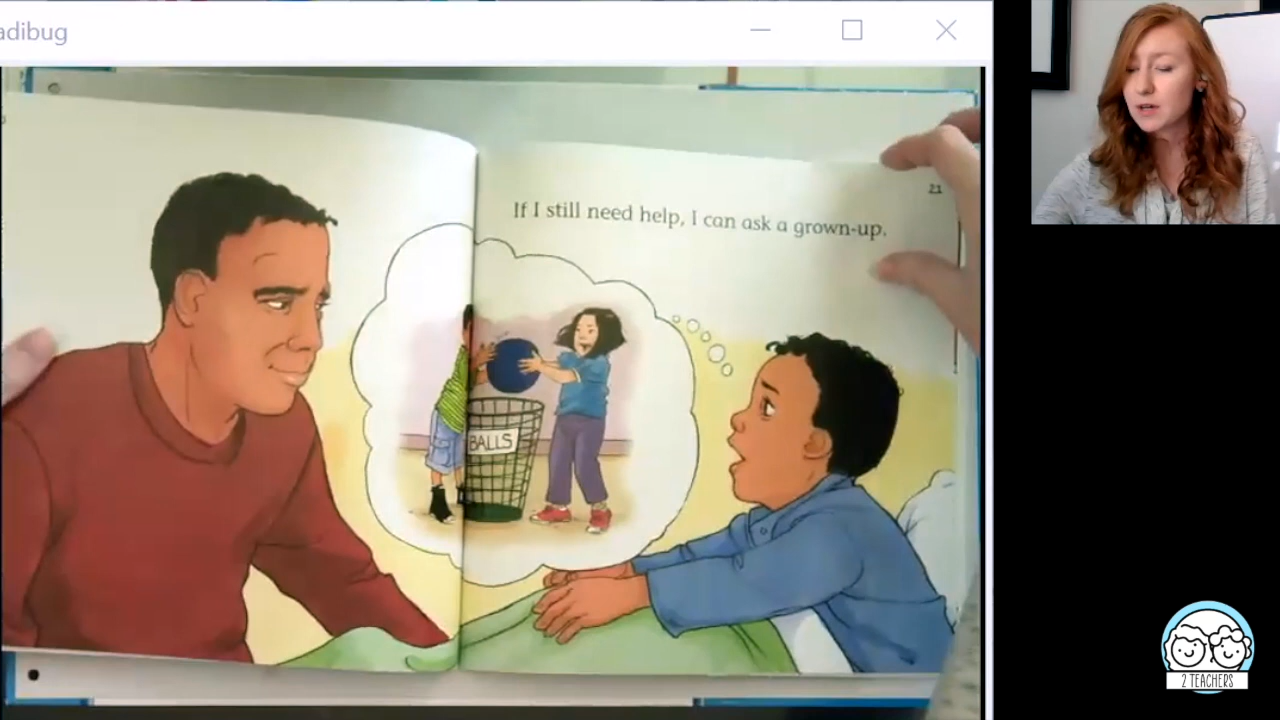 adibug
21
If I still need help, I can ask a grown-up.
BALLS
2 TEACHERS